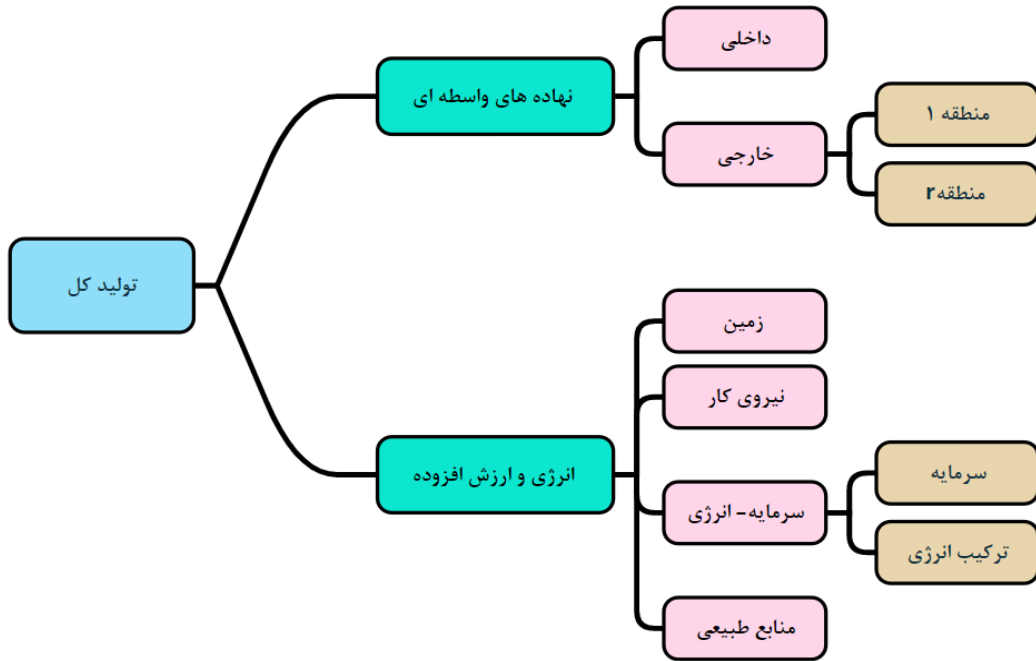 تولید کل
نهاده های واسطه ای
داخلی
خارجی
منطقه ۱
منطقه r
انرژی و ارزش افزوده
زمین
نیروی کار
سرمایه - انرژی
سرمایه
ترکیب انرژی
منابع طبیعی